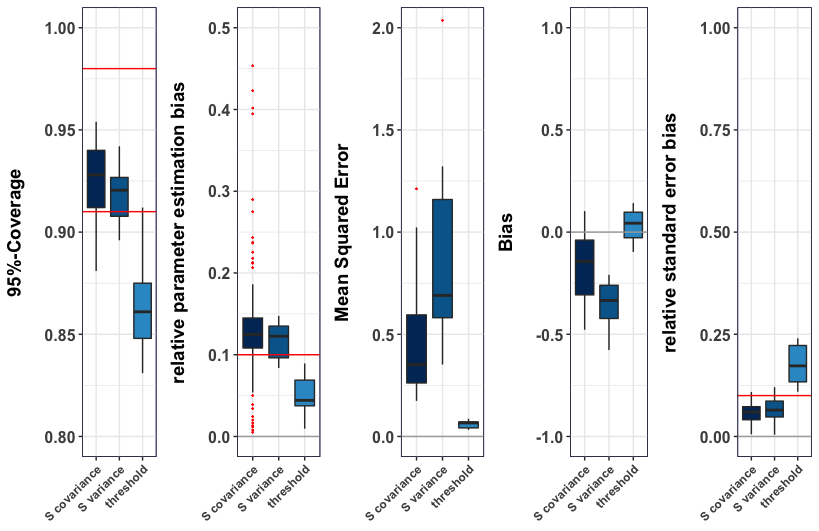 95%-Coverage
1.00
0.95
0.90
0.85
0.80
S covariance
S variance
threshold
relative parameter estimation bias
0.5
0.4
0.3
0.2
0.1
0.0
S covariance
S variance
threshold
Mean Squared Error
2.0
1.5
1.0
0.5
0.0
S covariance
S variance
threshold
Bias
1.0
0.5
0.0
-0.5
-1.0
S covariance
S variance
threshold
relative standard error bias
1.00
0.75
0.50
0.25
0.00
S covariance
S variance
threshold